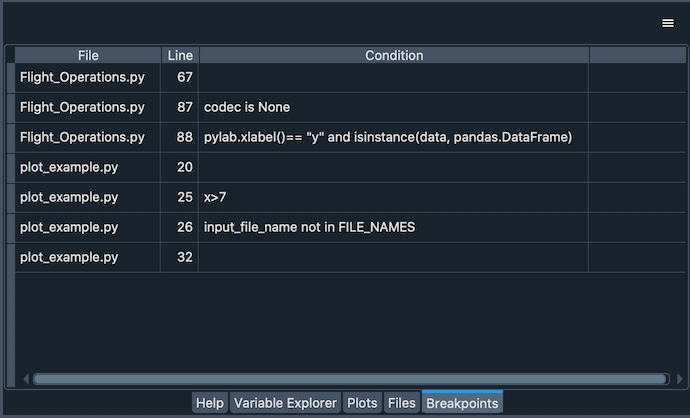 File Line Condition
Flight_Operations.py 67
Flight_Operations.py 87 codec is None
Flight_Operations.py 88 pylab.xlabel()== "y" and isinstance(data, pandas.DataFrame)
plot_example.py 20
plot_example.py 25 x>7
plot_example.py 26 input_file_name not in FILE_NAMES
plot_example.py 32
Help Variable Explorer Plots Files Breakpoints